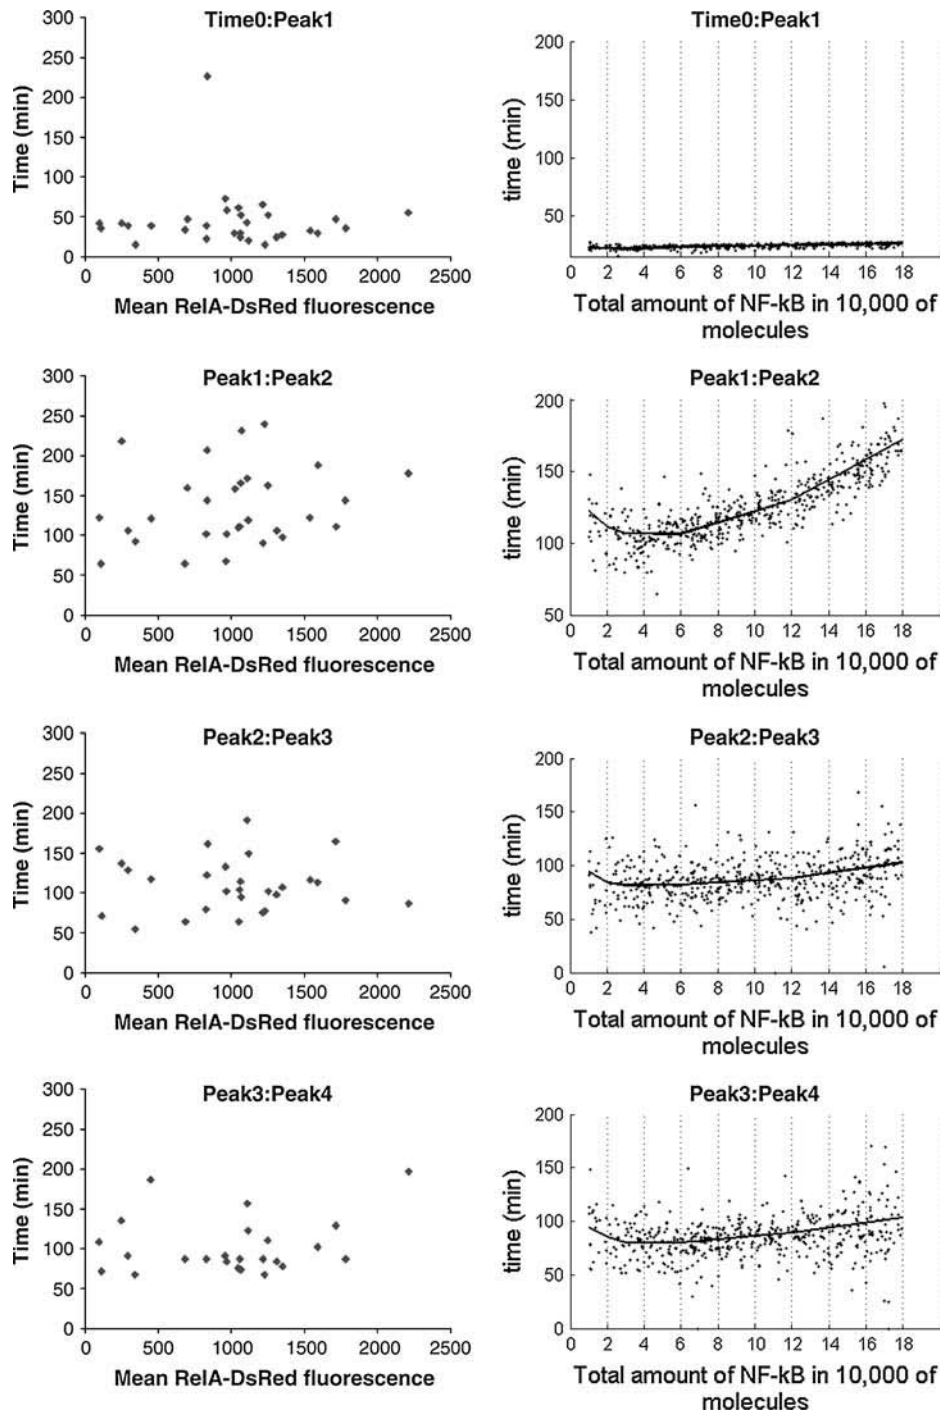 Time0:Peak1
300
250
200
150
100
50
0
Time (min)
0 500 1000 1500 2000 2500
Mean RelA-DsRed fluorescence
200
150
100
50
time (min)
0 2 4 6 8 10 12 14 16 18
Total amount of NF-kB in 10,000 of
molecules
Peak1:Peak2
300
250
200
150
100
50
0
Time (min)
0 500 1000 1500 2000 2500
Mean RelA-DsRed fluorescence
Peak1:Peak2
200
150
100
50
time (min)
0 2 4 6 8 10 12 14 16 18
Total amount of NF-kB in 10,000 of
molecules
Peak2:Peak3
300
250
200
150
100
50
0
Time (min)
0 500 1000 1500 2000 2500
Mean RelA-DsRed fluorescence
Peak2:Peak3
200
150
100
50
0
time (min)
0 2 4 6 8 10 12 14 16 18
Total amount of NF-kB in 10,000 of
molecules
Peak3:Peak4
300
250
200
150
100
50
0
Time (min)
0 500 1000 1500 2000 2500
Mean RelA-DsRed fluorescence
Peak3:Peak4
200
150
100
50
0
time (min)
0 2 4 6 8 10 12 14 16 18
Total amount of NF-kB in 10,000 of
molecules